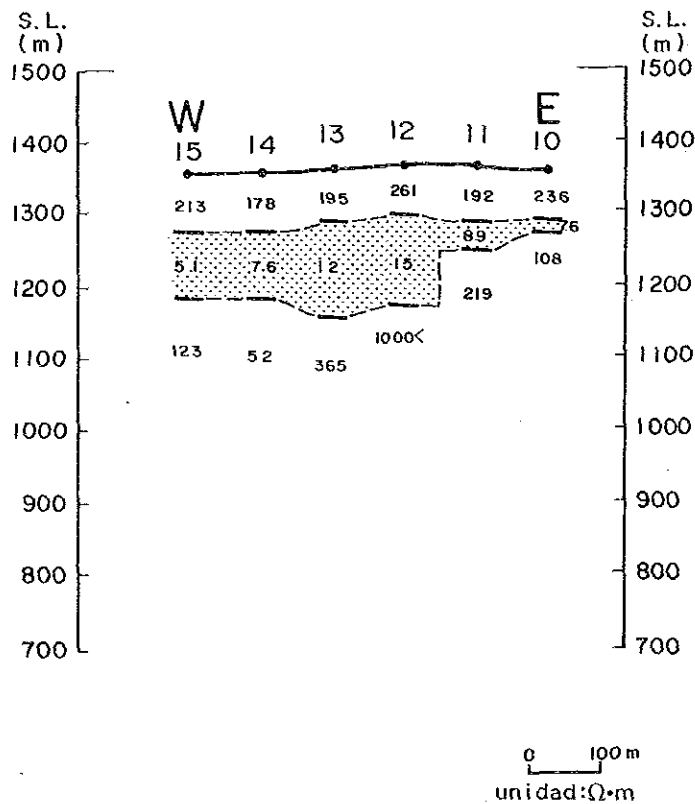 S.L. S.L.
(m) (m)
1500 1500
W E
1400 13 12 11 1400
15 14 10
213 178 195 261 192 236
1300 1300
89 76
5.1 7.6 12 15 108
1200 219 1200
1000<
1100 123 52 365 1100
1000 1000
900 900
800 800
700 700
0 100m
unidad:Ω•m